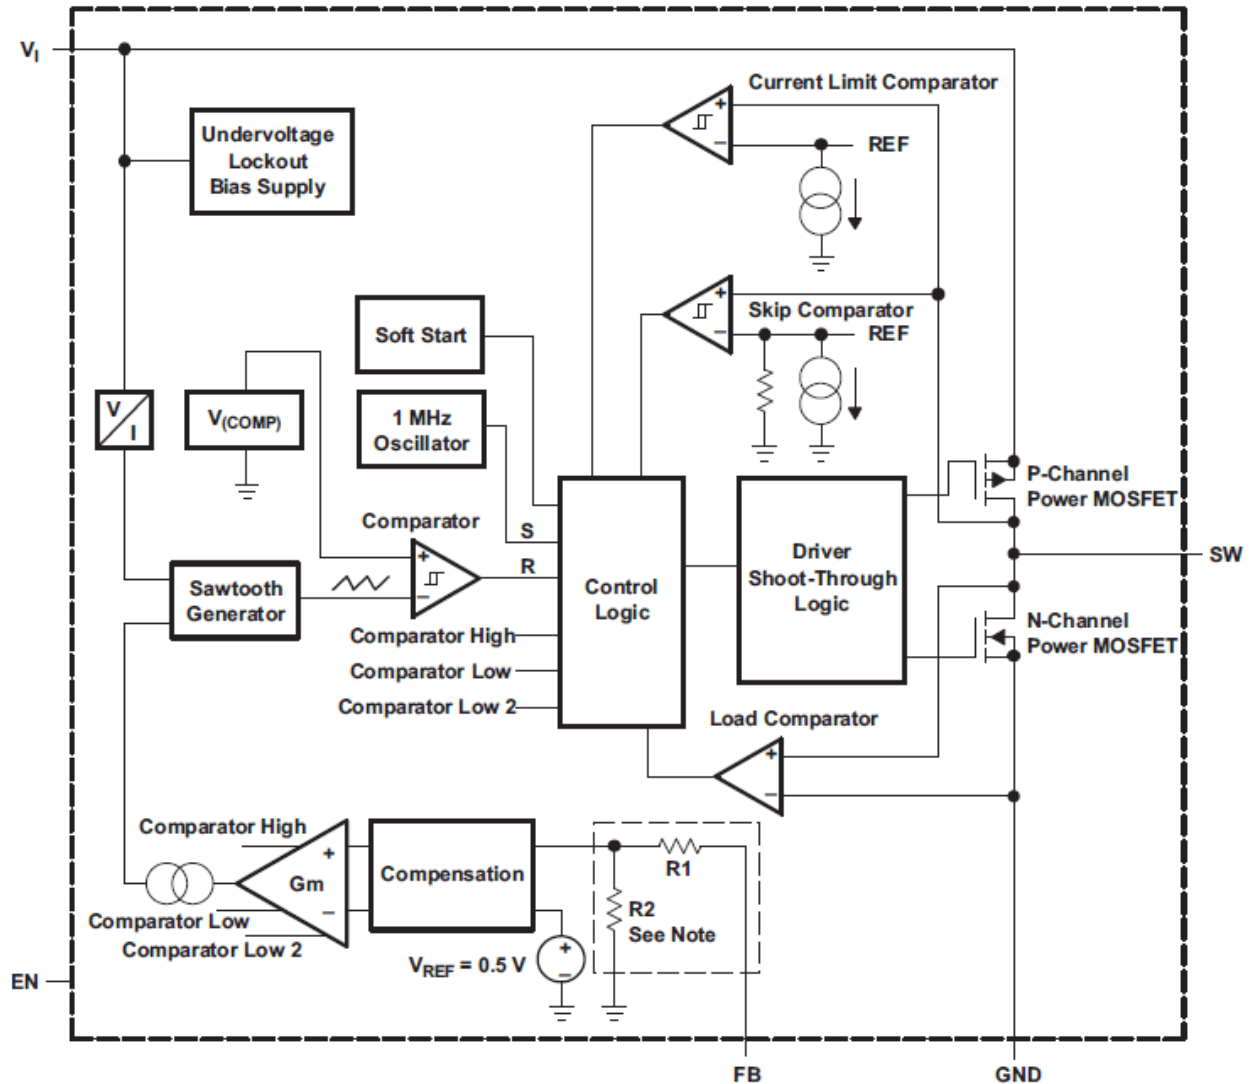 V_I
Current Limit Comparator
+
−
REF
Undervoltage
Lockout
Bias Supply
+
−
Skip Comparator
REF
Soft Start
V
I
V(COMP)
1 MHz
Oscillator
P-Channel
Power MOSFET
Comparator
S
R
+
−
Sawtooth
Generator
Control
Logic
Driver
Shoot-Through
Logic
SW
N-Channel
Power MOSFET
Comparator High
Comparator Low
Comparator Low 2
Load Comparator
+
−
Comparator High
+
Gm
−
Comparator Low
Comparator Low 2
Compensation
R1
R2
See Note
V_REF = 0.5 V
+
−
EN
FB
GND